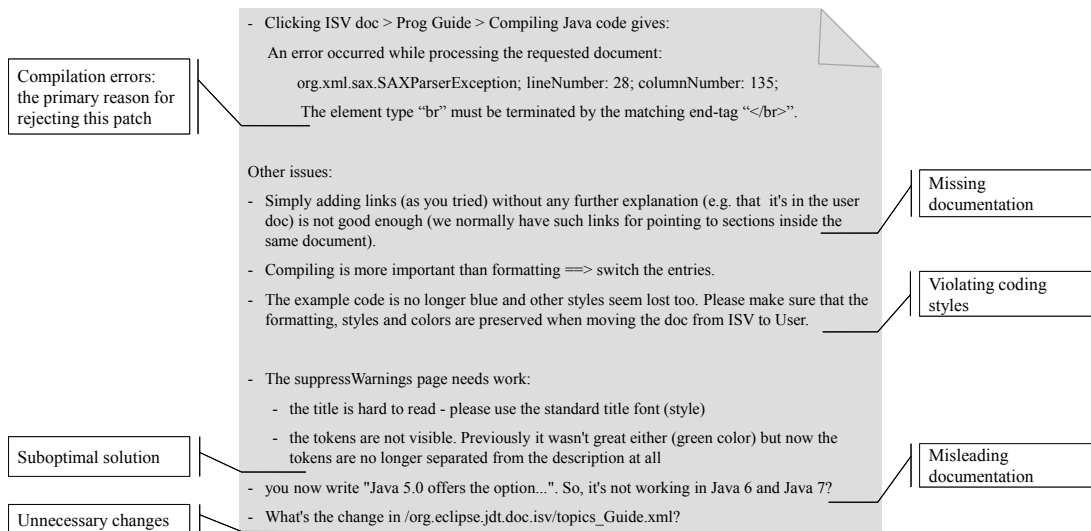 - Clicking ISV doc > Prog Guide > Compiling Java code gives:
An error occurred while processing the requested document:
org.xml.sax.SAXParserException; lineNumber: 28; columnNumber: 135;
The element type “br” must be terminated by the matching end-tag “</br>”.
Compilation errors:
the primary reason for
rejecting this patch
Other issues:
- Simply adding links (as you tried) without any further explanation (e.g. that it's in the user
doc) is not good enough (we normally have such links for pointing to sections inside the
same document).
Missing
documentation
- Compiling is more important than formatting ==> switch the entries.
- The example code is no longer blue and other styles seem lost too. Please make sure that the
formatting, styles and colors are preserved when moving the doc from ISV to User.
Violating coding
styles
- The suppressWarnings page needs work:
- the title is hard to read - please use the standard title font (style)
- the tokens are not visible. Previously it wasn't great either (green color) but now the
tokens are no longer separated from the description at all
Suboptimal solution
- you now write "Java 5.0 offers the option...". So, it's not working in Java 6 and Java 7?
Misleading
documentation
- What's the change in /org.eclipse.jdt.doc.isv/topics_Guide.xml?
Unnecessary changes